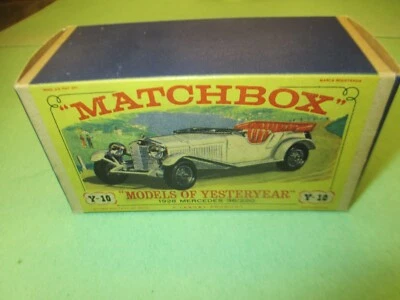 "MATCHBOX"
"MODELS OF YESTERYEAR"
Y-10 Y-10
1928 MERCEDES